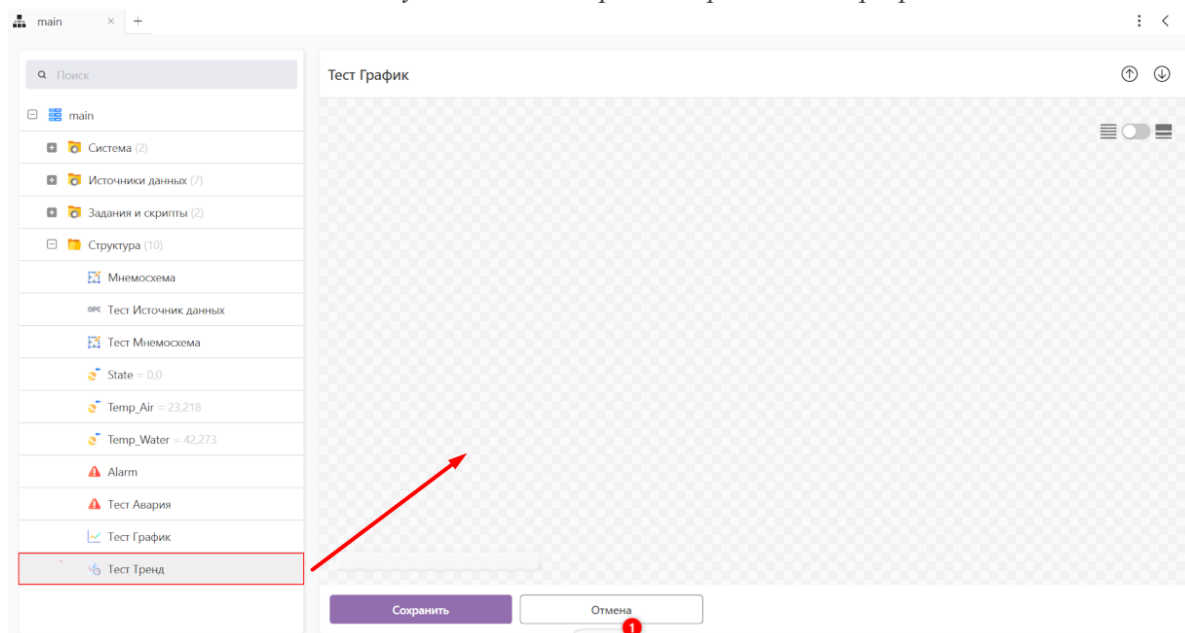 main × +
Поиск
Тест График
main
Система (2)
Источники данных (7)
Задания и скрипты (2)
Структура (10)
Мнемосхема
OPC Тест Источник данных
Тест Мнемосхема
State = 0,0
Temp_Air = 23,218
Temp_Water = 42,273
Alarm
Тест Авария
Тест График
Тест Тренд
Сохранить
Отмена
1